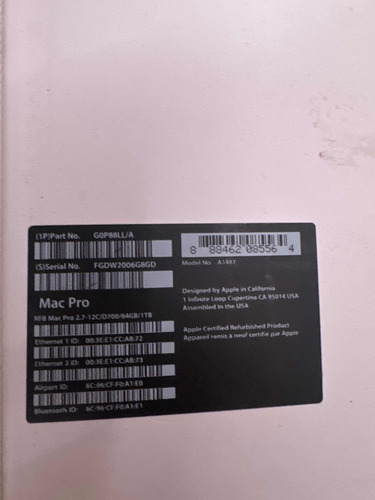 (1P)Part No. G0PB8LL/A
8 88462 08556 4
(S)Serial No. FGDW2006G8GD
Model No A1481
Mac Pro
RFB Mac Pro 2.7-12C/D700/64GB/1TB
Ethernet 1 ID: 00:3E:E1:CC:AB:72
Ethernet 2 ID: 00:3E:E1:CC:AB:73
Airport ID: 6C:96:CF:F0:A1:E0
Bluetooth ID: 6C:96:CF:F0:A1:E1
Designed by Apple in California
1 Infinite Loop Cupertino CA 95014 USA
Assembled in the USA
Apple Certified Refurbished Product
Appareil remis à neuf certifié par Apple